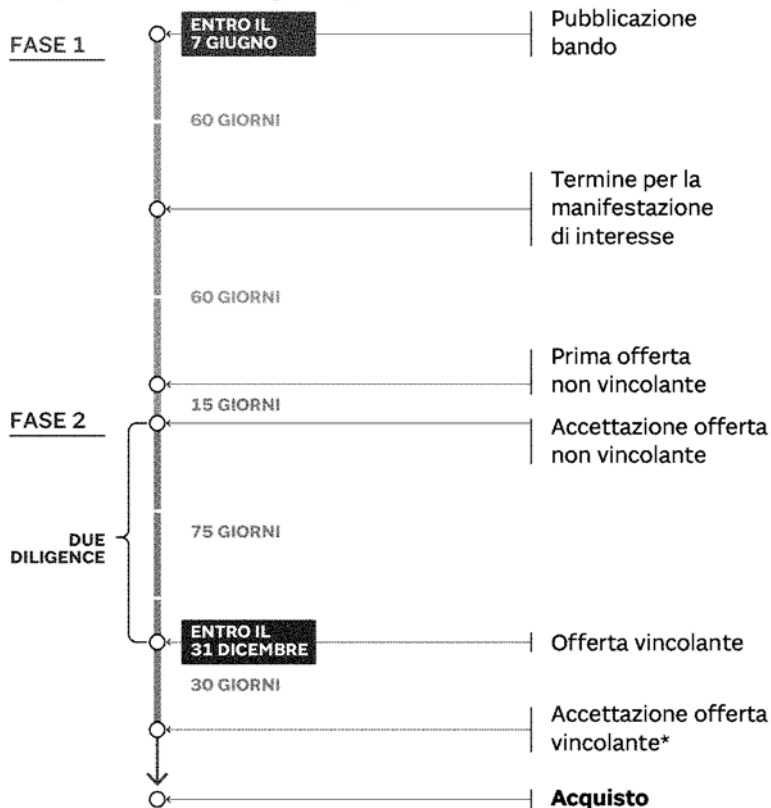 ENTRO IL
7 GIUGNO
Pubblicazione
bando
FASE 1
60 GIORNI
Termine per la
manifestazione
di interesse
60 GIORNI
Prima offerta
non vincolante
15 GIORNI
FASE 2
Accettazione offerta
non vincolante
75 GIORNI
DUE
DILIGENCE
ENTRO IL
31 DICEMBRE
Offerta vincolante
30 GIORNI
Accettazione offerta
vincolante*
Acquisto